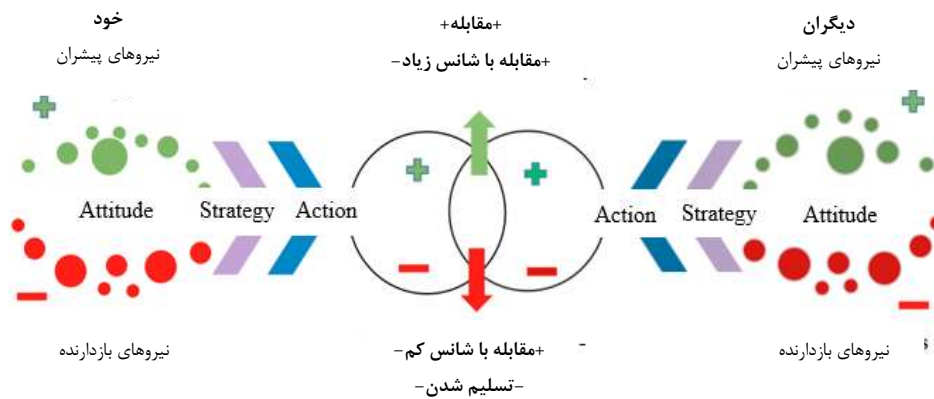 خود
نیروهای پیشران
+مقابله+
+مقابله با شانس زیاد-
دیگران
نیروهای پیشران
Attitude Strategy Action
Action Strategy Attitude
نیروهای بازدارنده
+مقابله با شانس کم-
-تسلیم شدن-
نیروهای بازدارنده
s